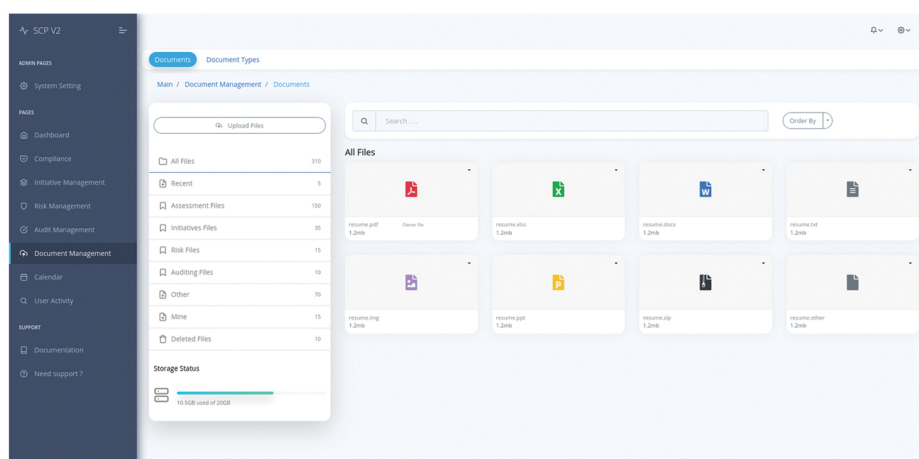 SCP V2
ADMIN PAGES
System Setting
PAGES
Dashboard
Compliance
Initiative Management
Risk Management
Audit Management
Document Management
Calendar
User Activity
SUPPORT
Documentation
Need support ?
Documents
Document Types
Main / Document Management / Documents
Upload Files
All Files 310
Recent 5
Assessment Files 150
Initiatives Files 35
Risk Files 15
Auditing Files 10
Other 70
Mine 15
Deleted Files 10
Storage Status
10.5GB used of 20GB
Search . . .
Order By
All Files
resume.pdf Owner file
1.2mb
resume.elss
1.2mb
resume.docx
1.2mb
resume.txt
1.2mb
resume.img
1.2mb
resume.ppt
1.2mb
resume.zip
1.2mb
resume.other
1.2mb